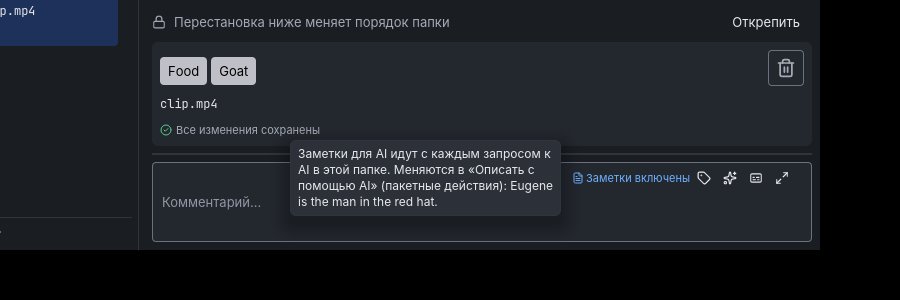 p.mp4
Перестановка ниже меняет порядок папки
Открепить
Food Goat
clip.mp4
Все изменения сохранены
Заметки для AI идут с каждым запросом к
AI в этой папке. Меняются в «Описать с
помощью AI» (пакетные действия): Eugene
is the man in the red hat.
Заметки включены
Комментарий...